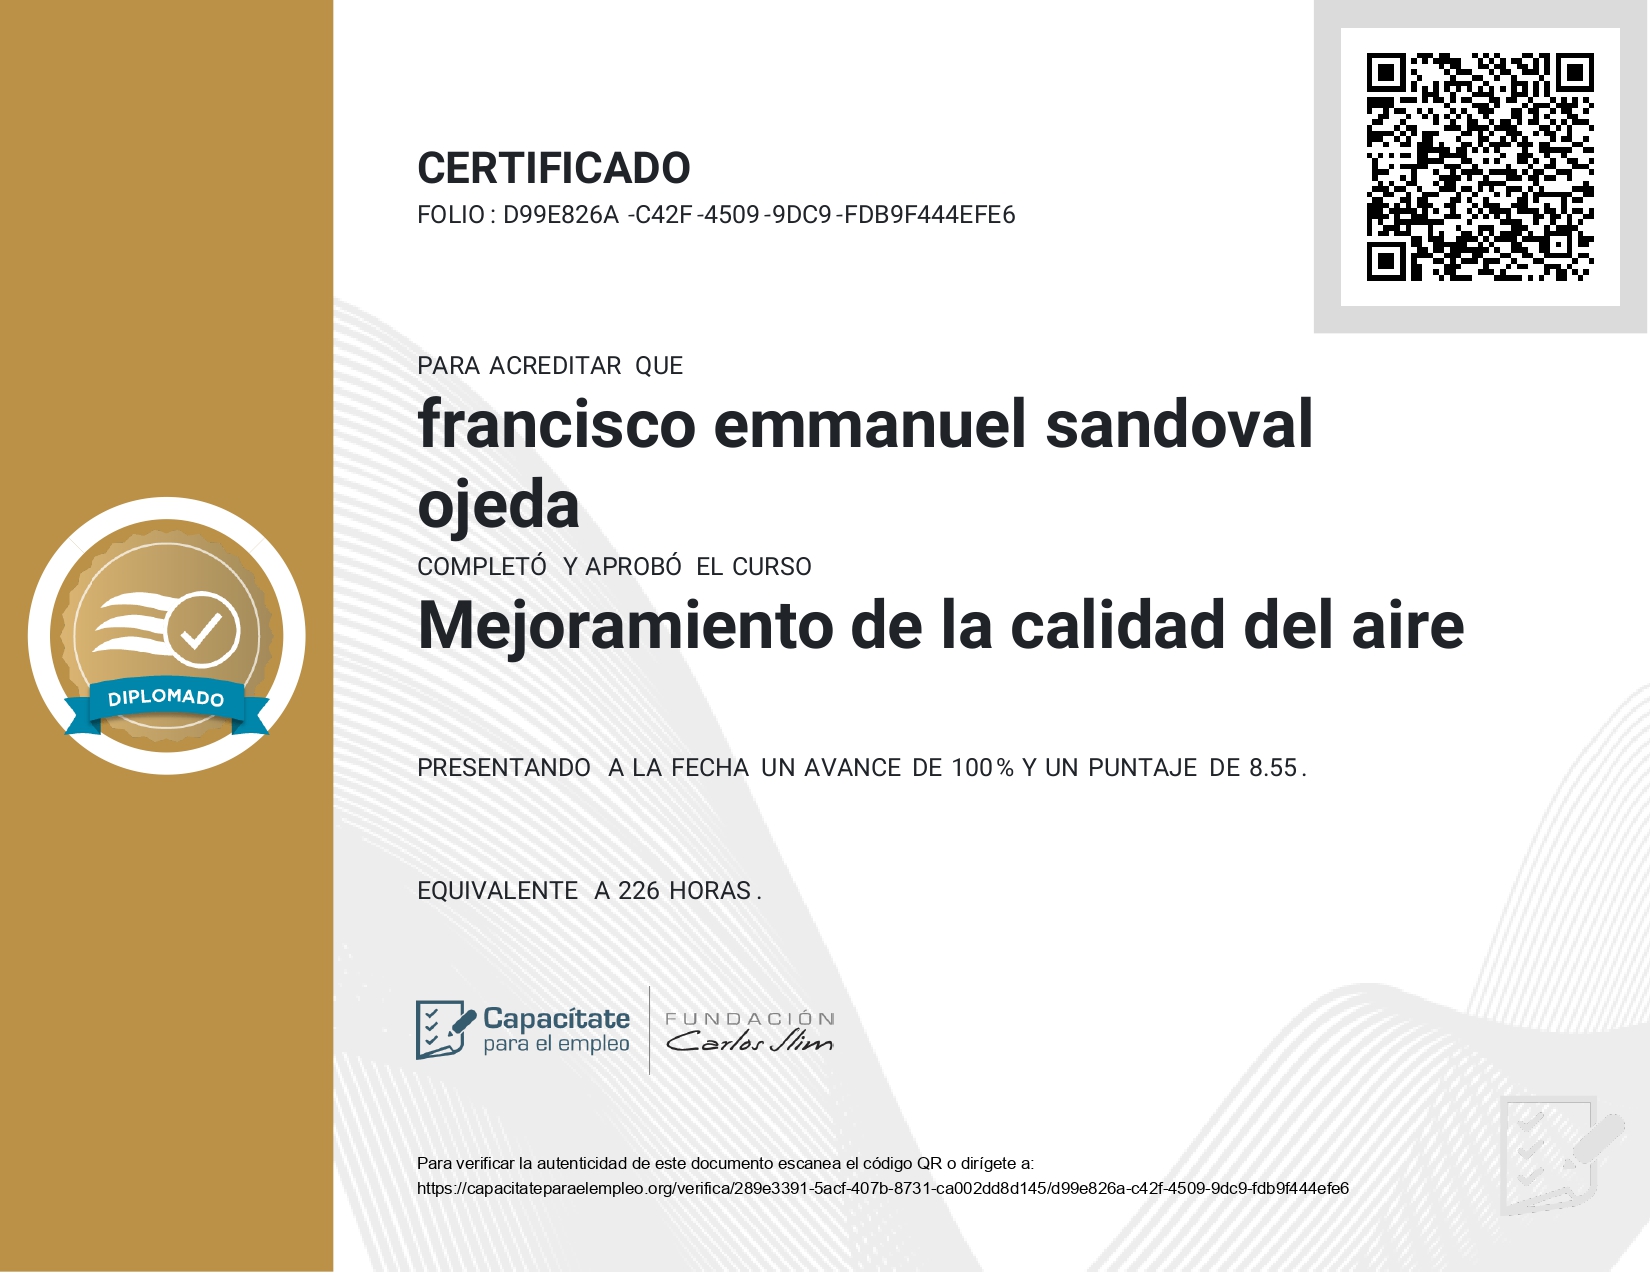 CERTIFICADO
FOLIO: D99E826A-C42F-4509-9DC9-FDB9F444EFE6
PARA ACREDITAR QUE
francisco emmanuel sandoval
ojeda
COMPLETÓ Y APROBÓ EL CURSO
Mejoramiento de la calidad del aire
DIPLOMADO
PRESENTANDO A LA FECHA UN AVANCE DE 100% Y UN PUNTAJE DE 8.55.
EQUIVALENTE A 226 HORAS.
Capacítate
para el empleo
FUNDACIÓN
Carlos Slim
Para verificar la autenticidad de este documento escanea el código QR o dirígete a:
https://capacitateparaelempleo.org/verifica/289e3391-5acf-407b-8731-ca002dd8d145/d99e826a-c42f-4509-9dc9-fdb9f444efe6